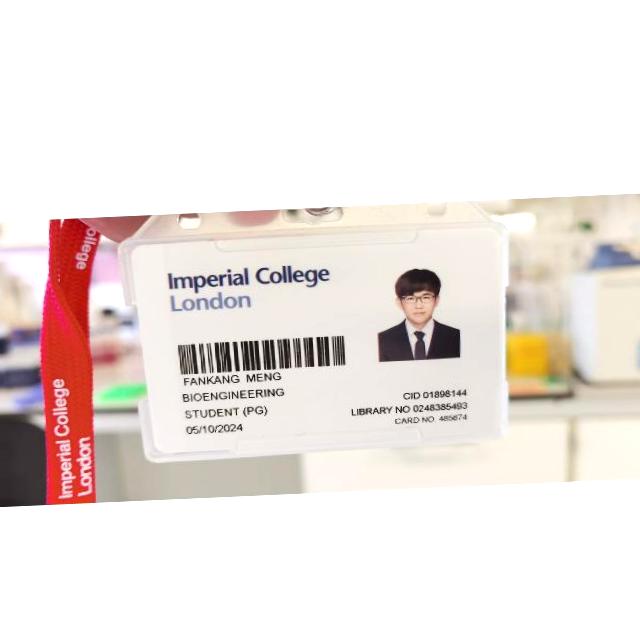 Imperial College
London
FANKANG MENG
BIOENGINEERING
STUDENT (PG)
05/10/2024
CID 01898144
LIBRARY NO 0248385493
CARD NO. 485674
College
Imperial College
London